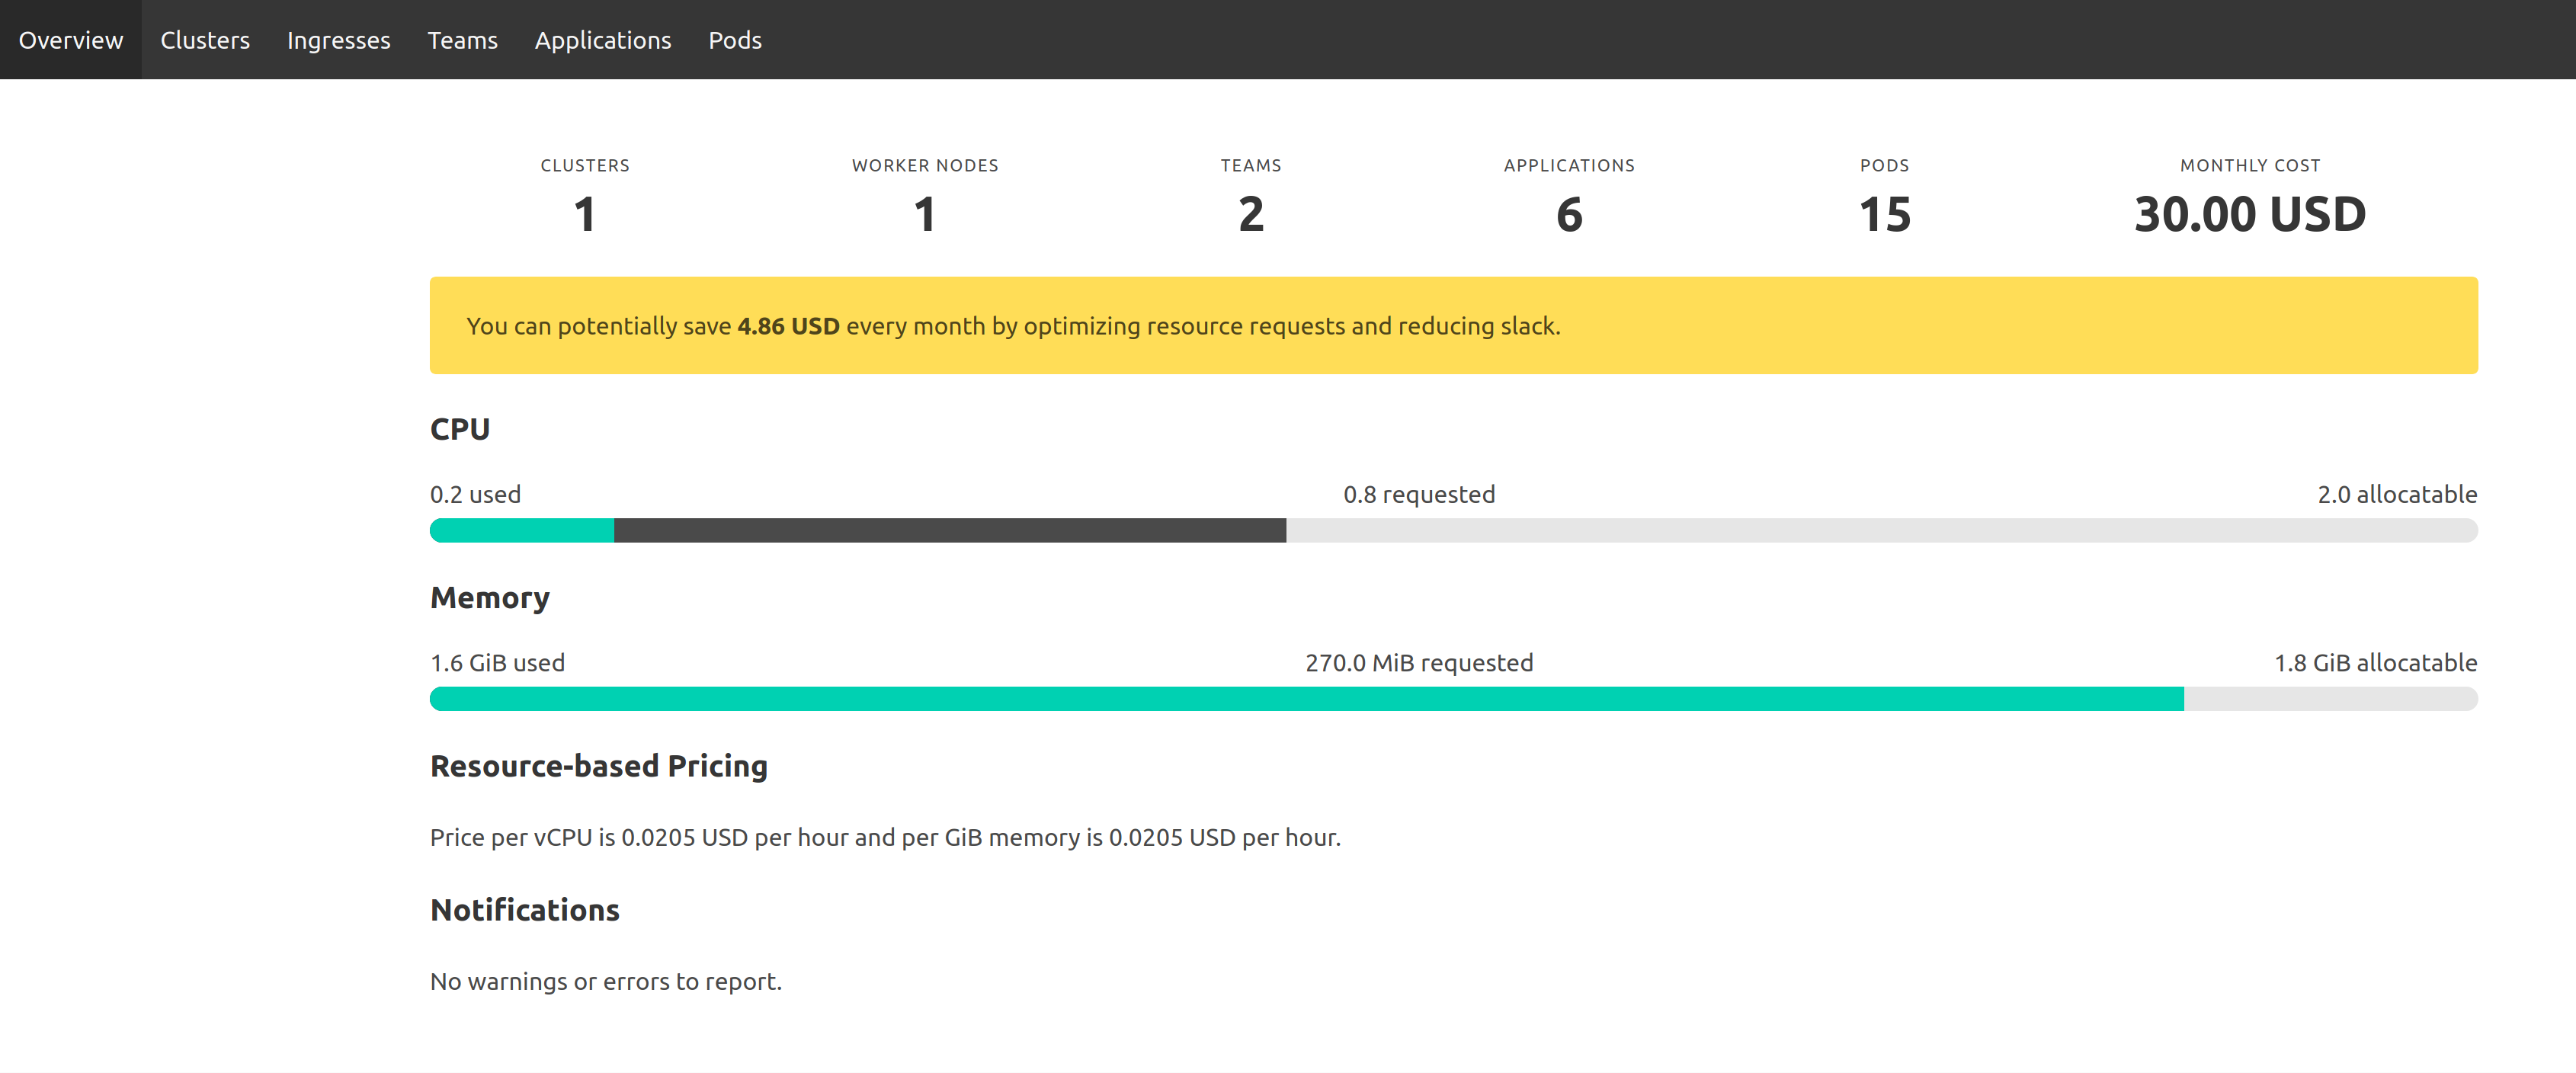 Overview Clusters Ingresses Teams Applications Pods
CLUSTERS WORKER NODES TEAMS APPLICATIONS PODS MONTHLY COST
1 1 2 6 15 30.00 USD
You can potentially save 4.86 USD every month by optimizing resource requests and reducing slack.
CPU
0.2 used 0.8 requested 2.0 allocatable
Memory
1.6 GiB used 270.0 MiB requested 1.8 GiB allocatable
Resource-based Pricing
Price per vCPU is 0.0205 USD per hour and per GiB memory is 0.0205 USD per hour.
Notifications
No warnings or errors to report.